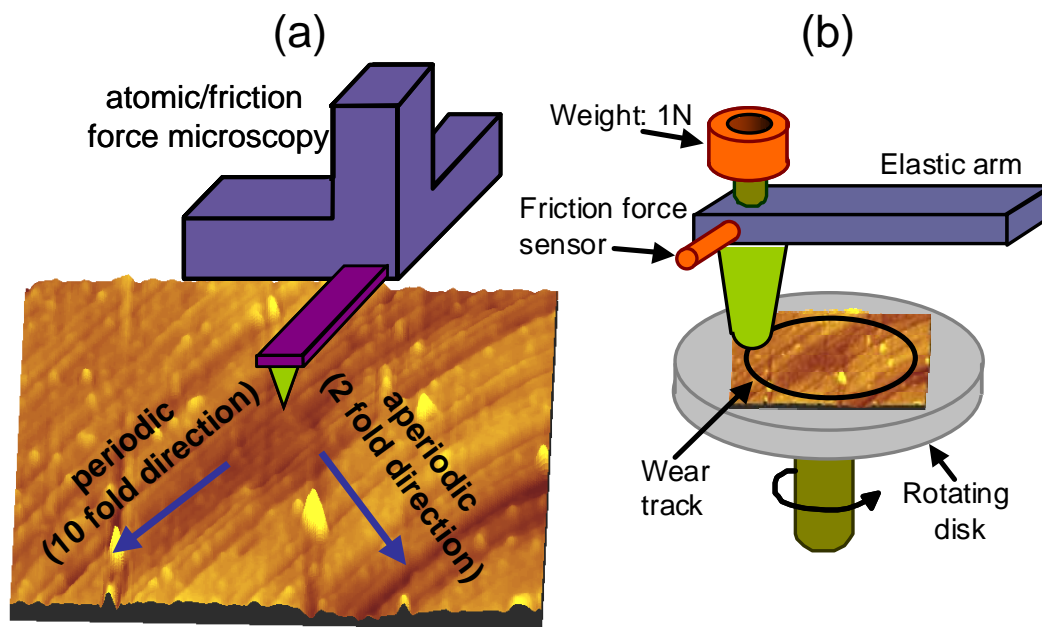 (a)
atomic/friction
force microscopy
periodic
(10 fold direction)
aperiodic
(2 fold direction)
(b)
Weight: 1N
Elastic arm
Friction force
sensor
Wear
track
Rotating
disk